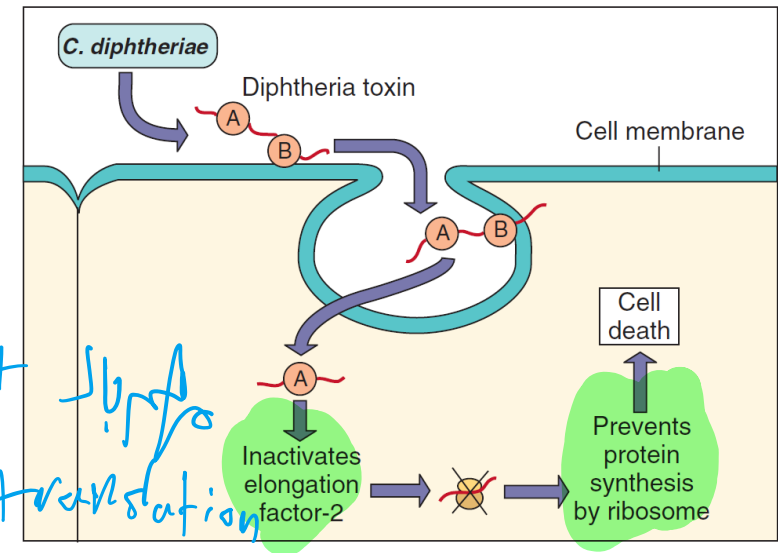 C. diphtheriae
Diphtheria toxin
A
B
Cell membrane
A
B
Cell
death
A
Inactivates
elongation
factor-2
Prevents
protein
synthesis
by ribosome
translation